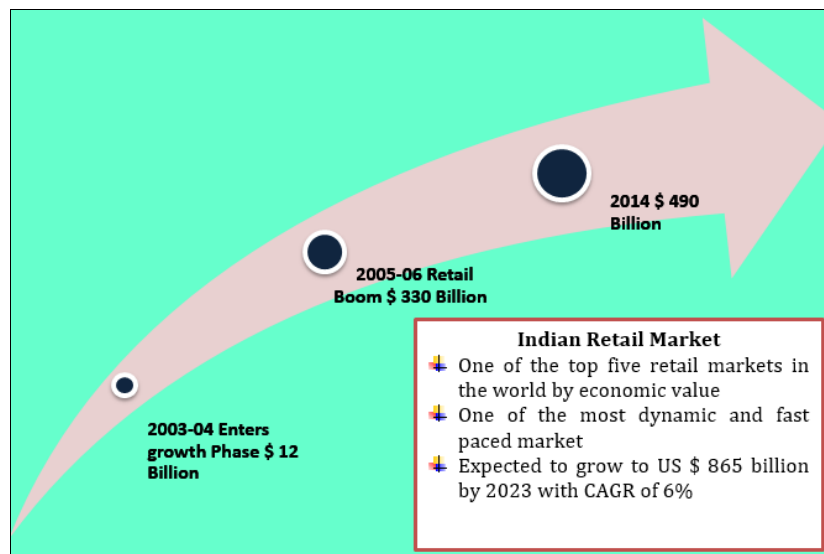 2014 $ 490
Billion
2005-06 Retail
Boom $ 330 Billion
2003-04 Enters
growth Phase $ 12
Billion
Indian Retail Market
One of the top five retail markets in
the world by economic value
One of the most dynamic and fast
paced market
Expected to grow to US $ 865 billion
by 2023 with CAGR of 6%